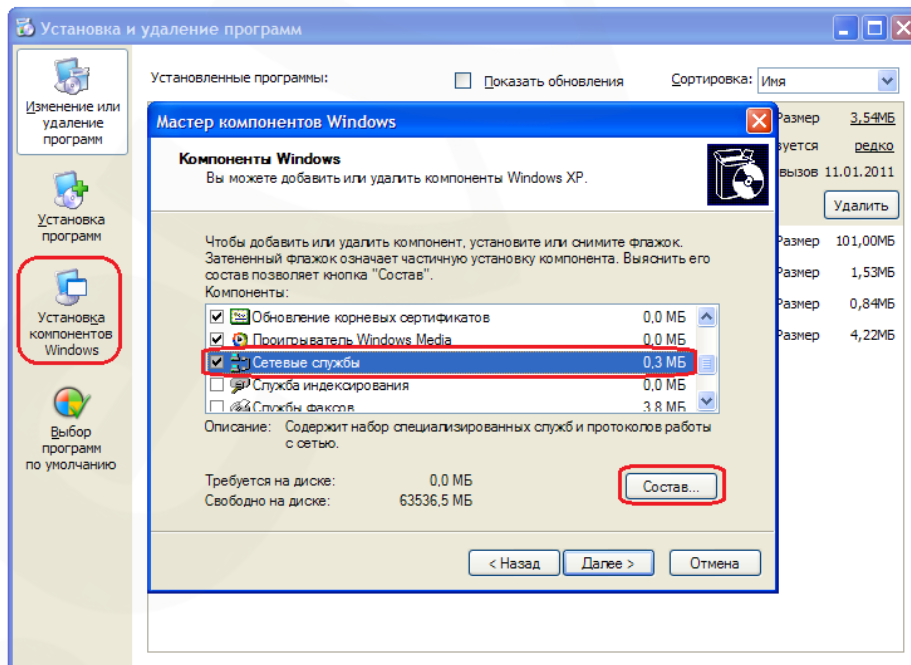 Установка и удаление программ
Изменение или
удаление
программ
Установка
программ
Установка
компонентов
Windows
Выбор
программ
по умолчанию
Установленные программы:
Показать обновления
Сортировка: Имя
Размер 3,54МБ
зуется редко
вызов 11.01.2011
Удалить
Размер 101,00МБ
Размер 1,53МБ
Размер 0,84МБ
Размер 4,22МБ
Мастер компонентов Windows
Компоненты Windows
Вы можете добавить или удалить компоненты Windows XP.
Чтобы добавить или удалить компонент, установите или снимите флажок.
Затененный флажок означает частичную установку компонента. Выяснить его
состав позволяет кнопка "Состав".
Компоненты:
Обновление корневых сертификатов 0,0 МБ
Проигрыватель Windows Media 0,0 МБ
Сетевые службы 0,3 МБ
Служба индексирования 0,0 МБ
Службы факсов 3,8 МБ
Описание: Содержит набор специализированных служб и протоколов работы
с сетью.
Требуется на диске: 0,0 МБ
Свободно на диске: 63536,5 МБ
Состав...
< Назад
Далее >
Отмена